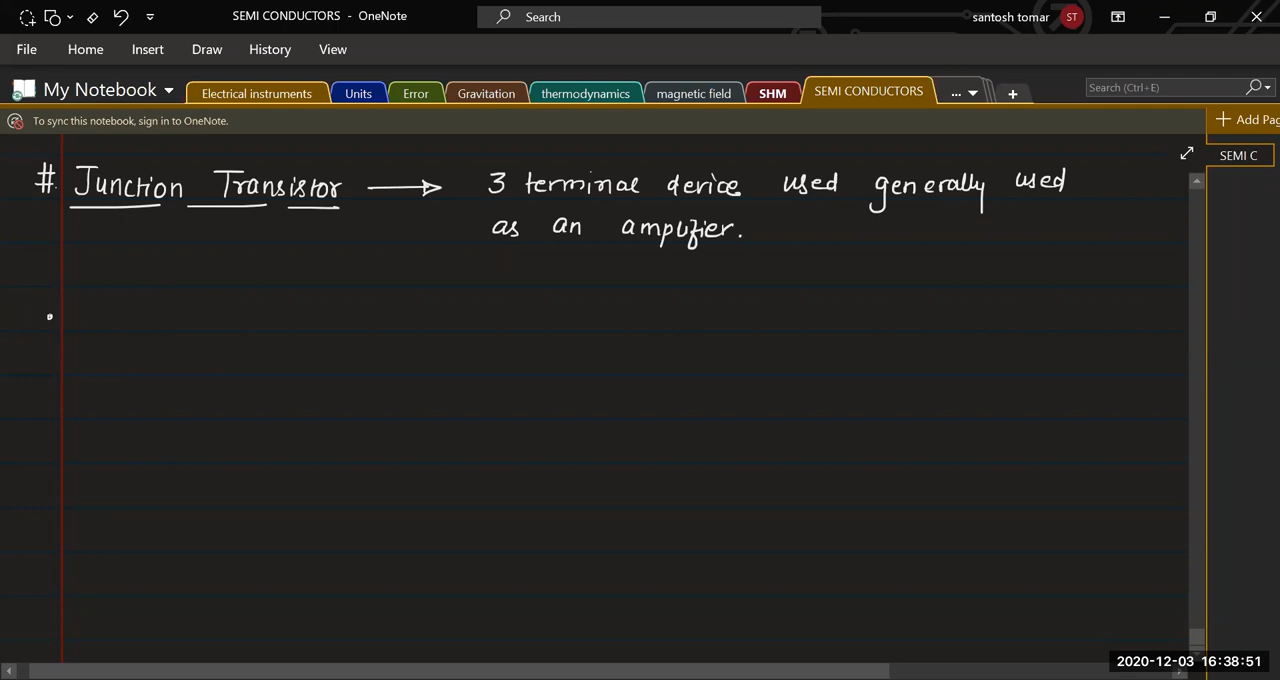 SEMI CONDUCTORS - OneNote
Search
santosh tomar ST
File Home Insert Draw History View
My Notebook Electrical instruments Units Error Gravitation thermodynamics magnetic field SHM SEMI CONDUCTORS ... + Search (Ctrl+E)
To sync this notebook, sign in to OneNote.
+ Add Pag
SEMI C
# Junction Transistor → 3 terminal device used generally used
as an amplifier.
2020-12-03 16:38:51